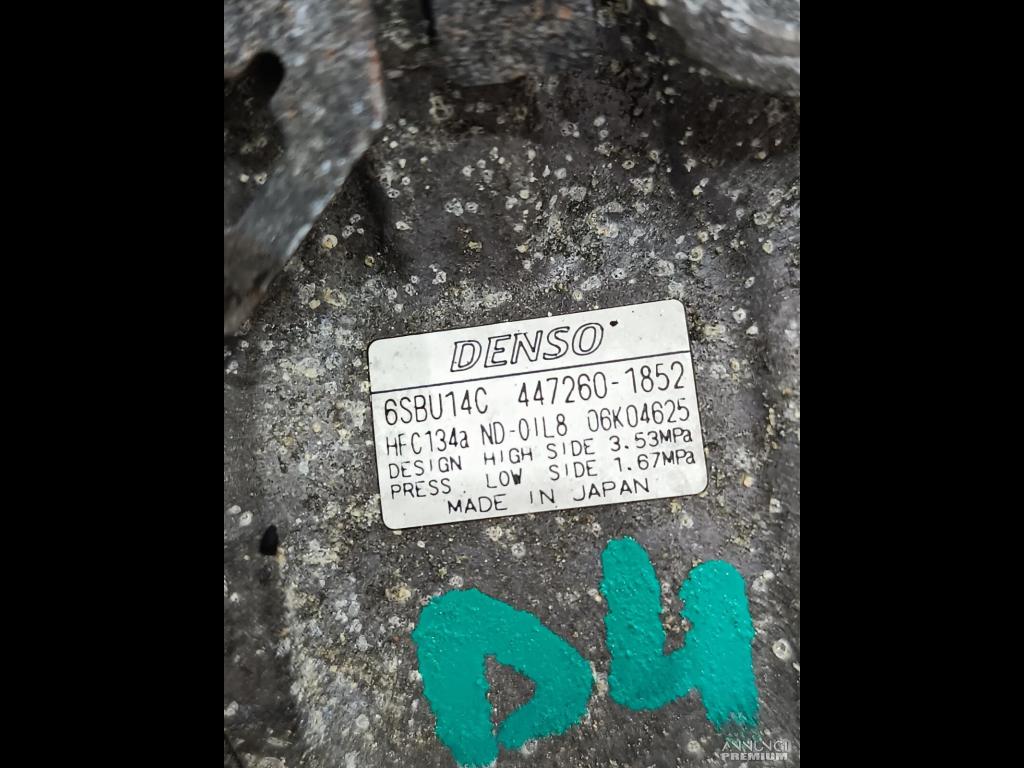 DENSO
6SBU14C 447260-1852
HFC134a ND-OIL8 06K04625
DESIGN HIGH SIDE 3.53MPa
PRESS. LOW SIDE 1.67MPa
MADE IN JAPAN
D4
ANNUNCI
PREMIUM